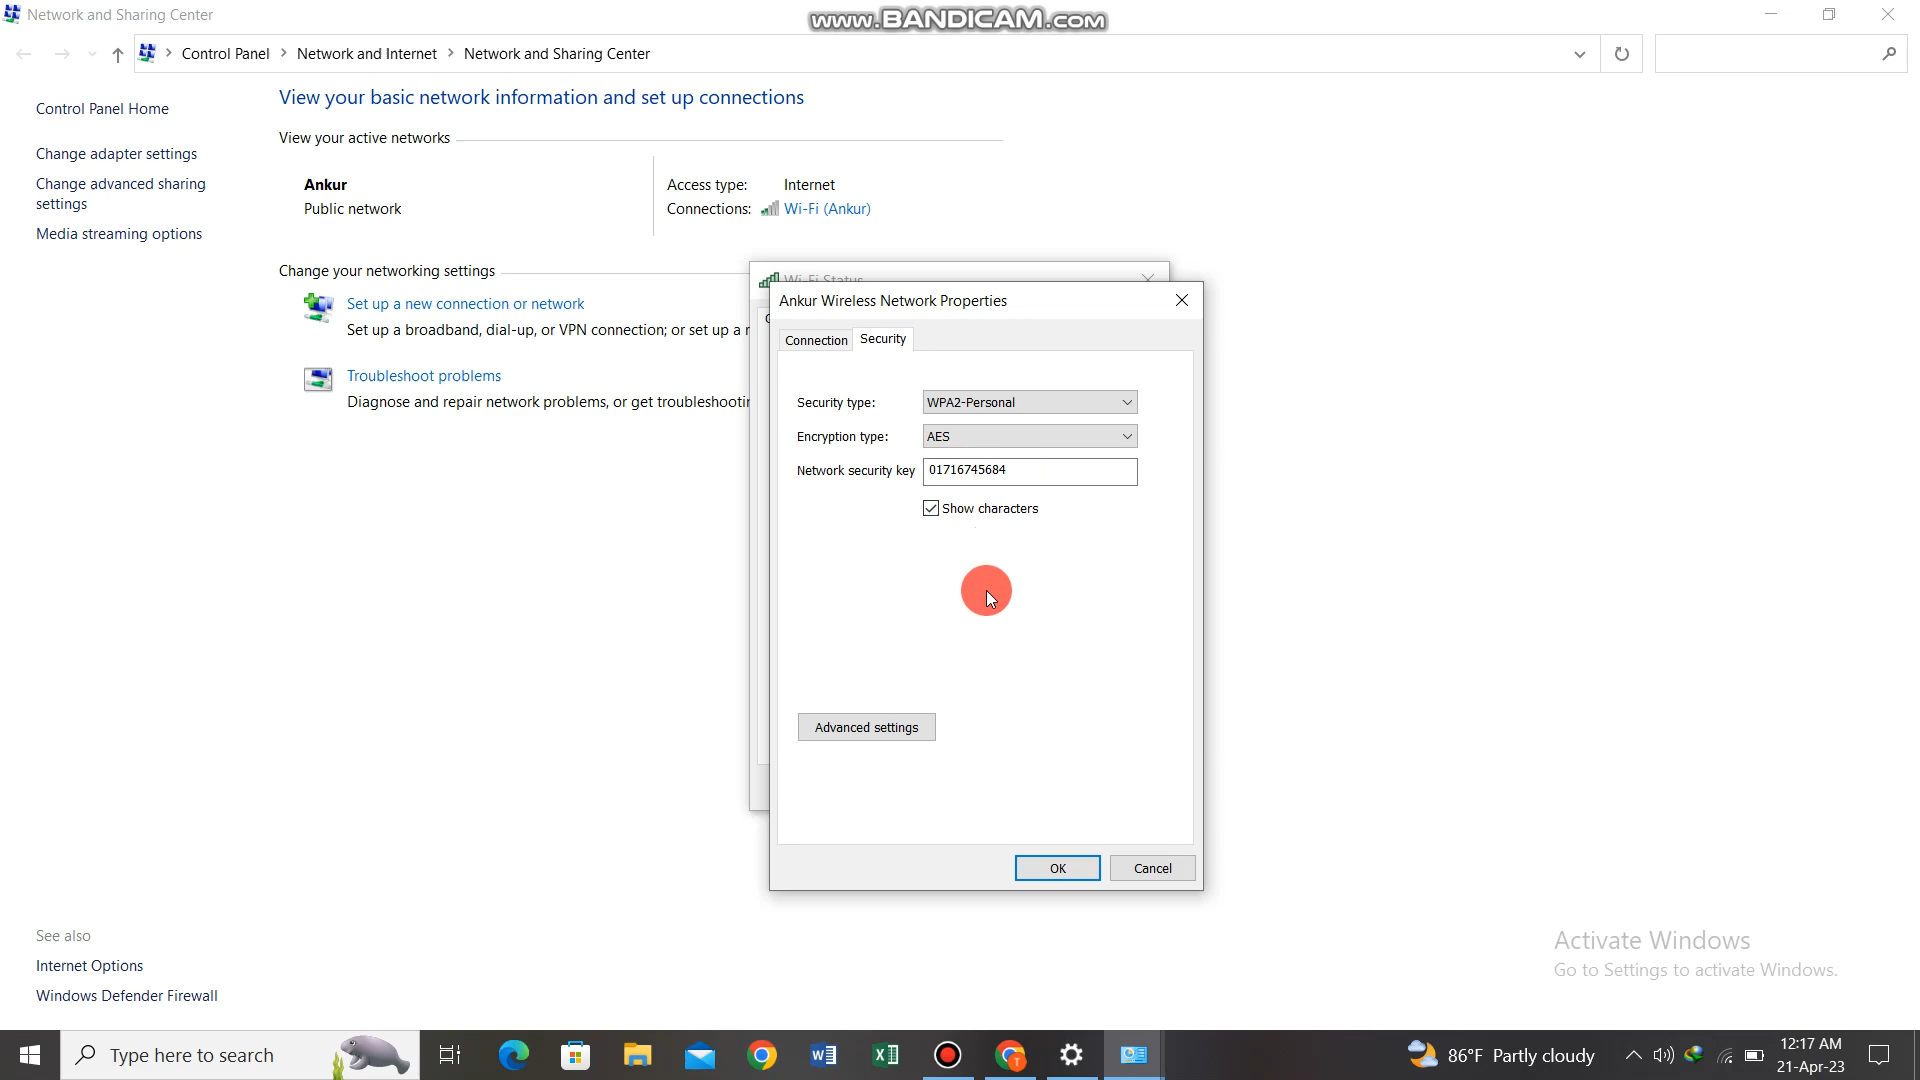 Network and Sharing Center
www.BANDICAM.com
Control Panel
Network and Internet
Network and Sharing Center
Control Panel Home
Change adapter settings
Change advanced sharing
settings
Media streaming options
View your basic network information and set up connections
View your active networks
Ankur
Public network
Access type: Internet
Connections: Wi-Fi (Ankur)
Change your networking settings
Set up a new connection or network
Set up a broadband, dial-up, or VPN connection; or set up a r
Troubleshoot problems
Diagnose and repair network problems, or get troubleshootin
Wi-Fi Status
Ankur Wireless Network Properties
Connection
Security
Security type: WPA2-Personal
Encryption type: AES
Network security key 01716745684
Show characters
Advanced settings
OK
Cancel
See also
Internet Options
Windows Defender Firewall
Activate Windows
Go to Settings to activate Windows.
Type here to search
86°F Partly cloudy
12:17 AM
21-Apr-23